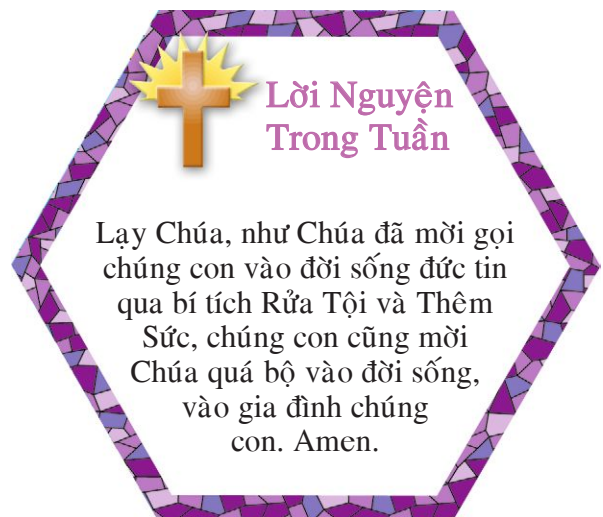 Lời Nguyện
Trong Tuần
Lạy Chúa, như Chúa đã mời gọi
chúng con vào đời sống đức tin
qua bí tích Rửa Tội và Thêm
Sức, chúng con cũng mời
Chúa quá bộ vào đời sống,
vào gia đình chúng
con. Amen.